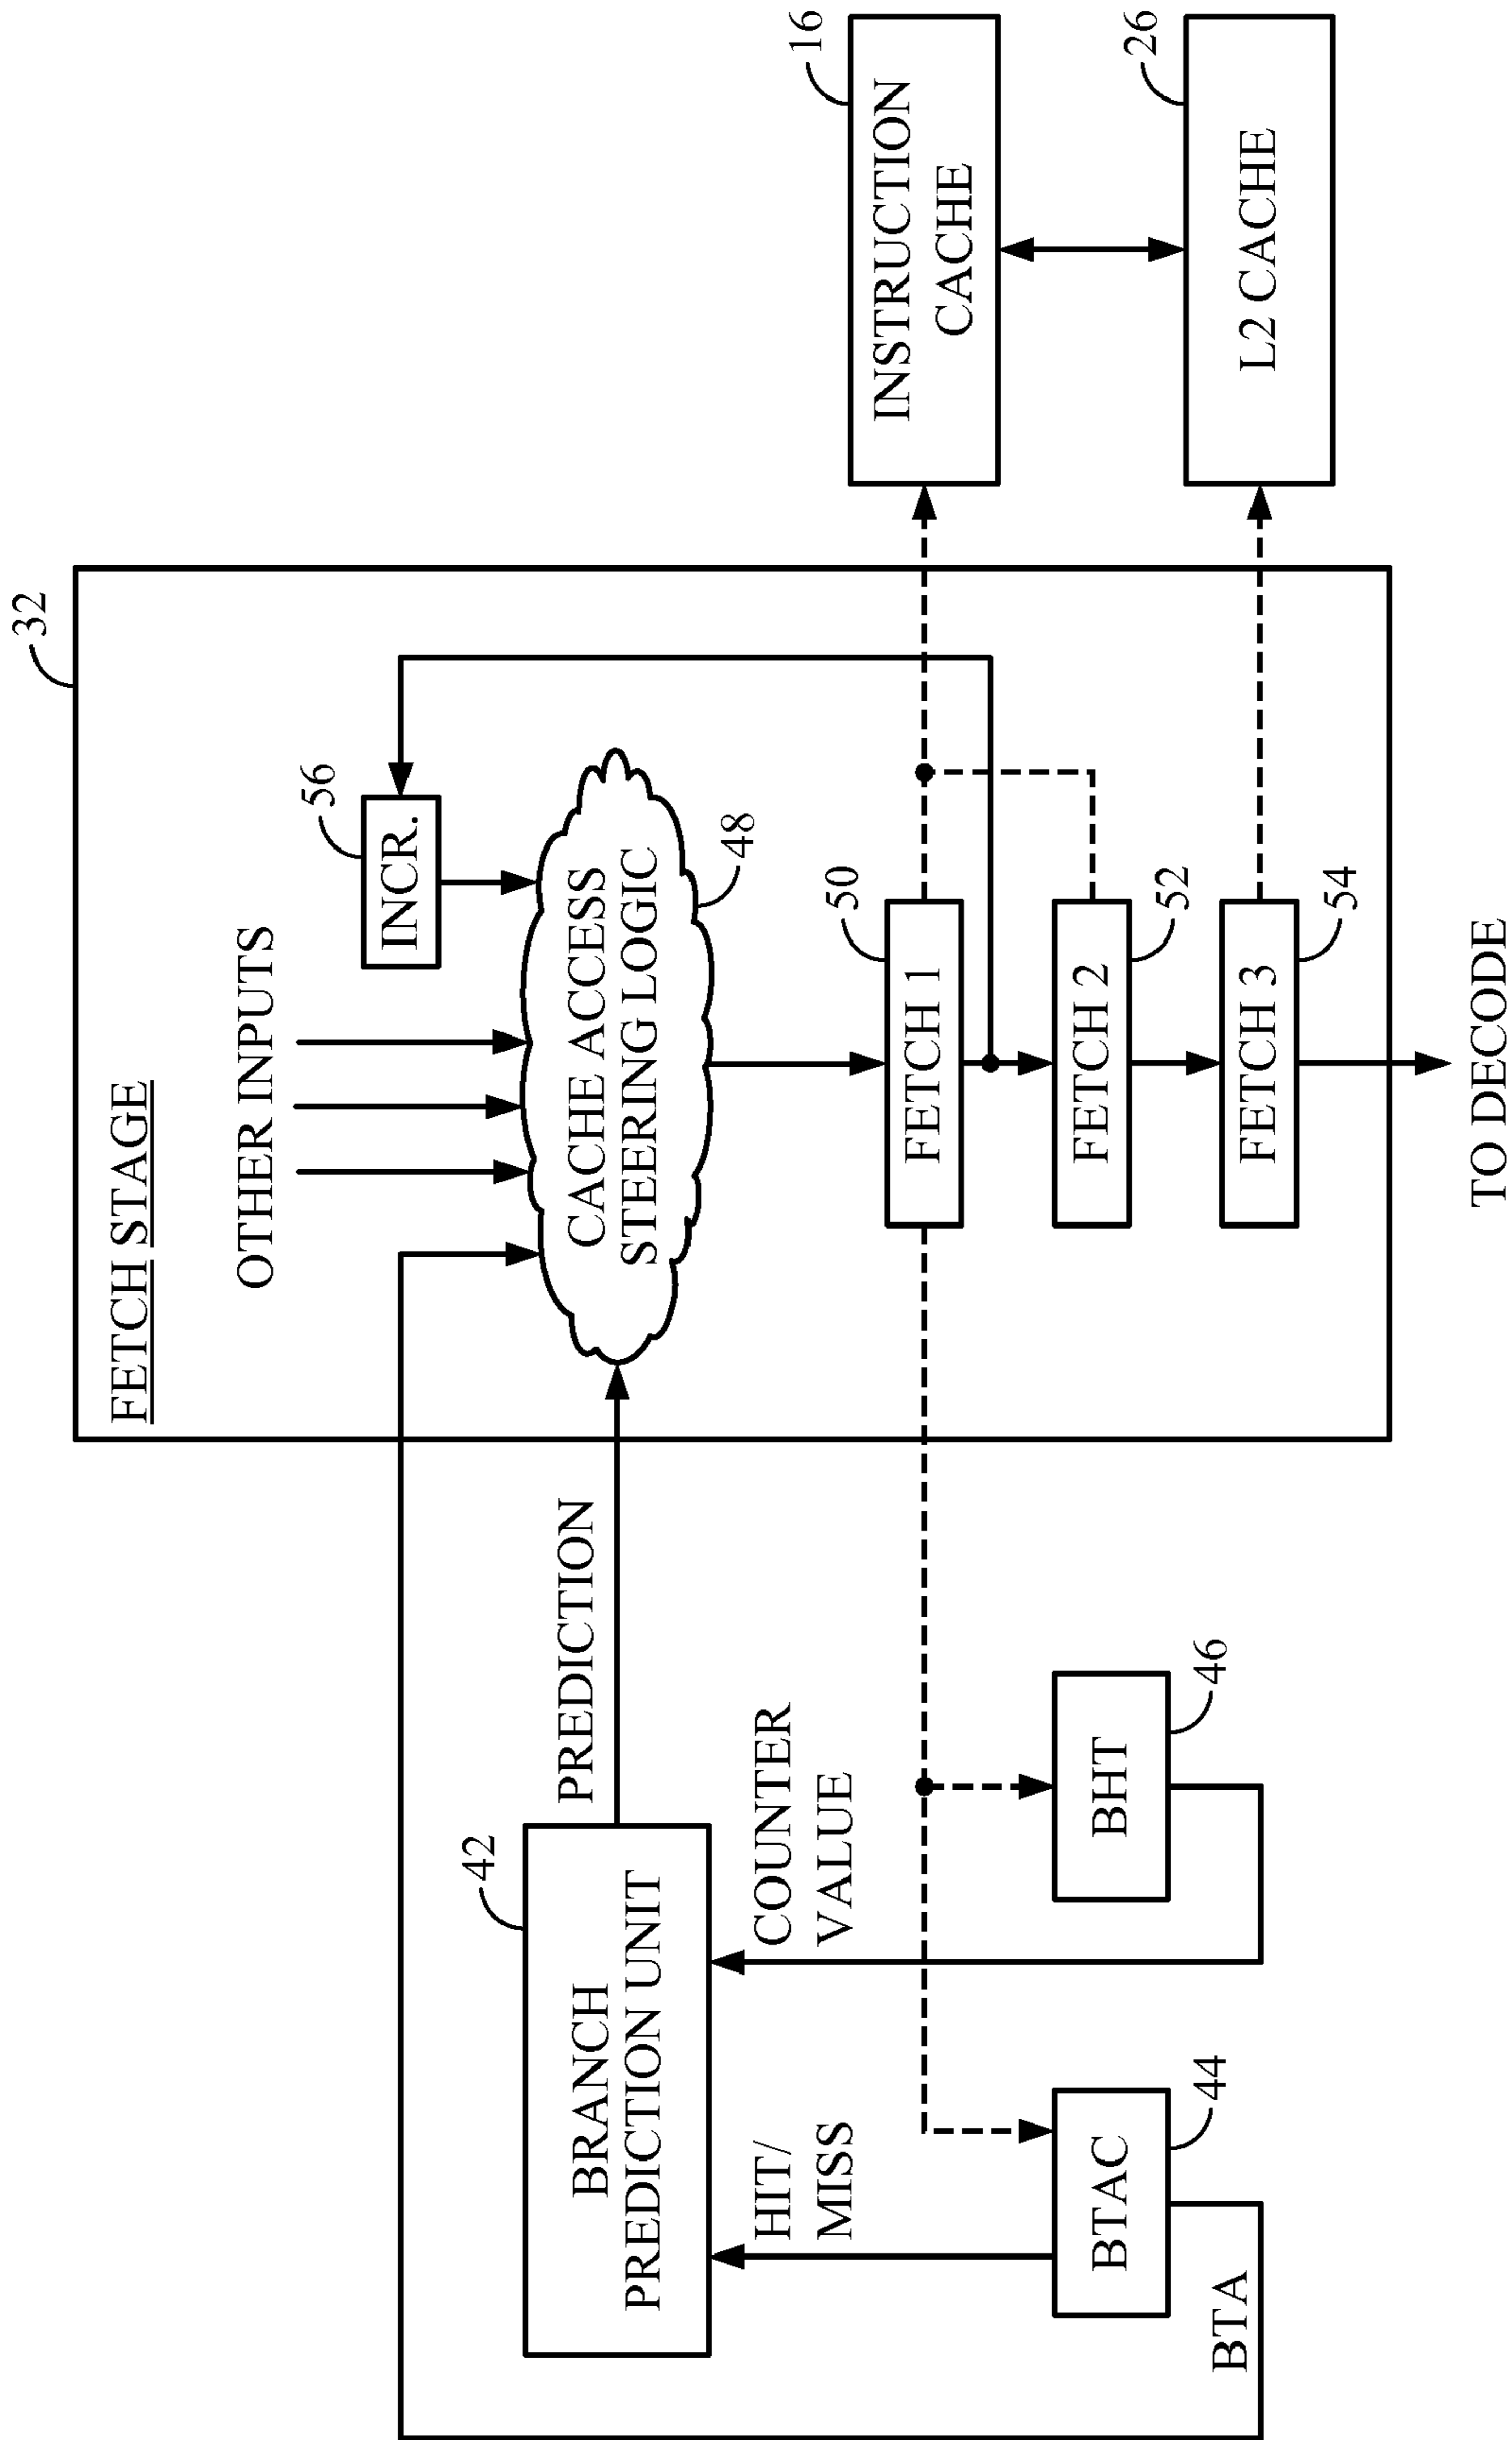 FETCH STAGE
32
OTHER INPUTS
INCR.
56
CACHE ACCESS
STEERING LOGIC
48
PREDICTION
42
BRANCH
PREDICTION UNIT
HIT/
MISS
COUNTER
VALUE
BTAC
44
BHT
46
BTA
FETCH 1
50
FETCH 2
52
FETCH 3
54
TO DECODE
INSTRUCTION
CACHE
16
L2 CACHE
26